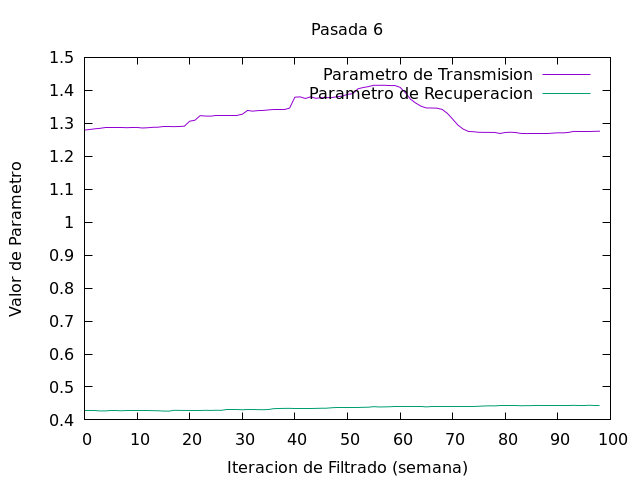 Pasada 6
Parametro de Transmision
Parametro de Recuperacion
Valor de Parametro
1.5
1.4
1.3
1.2
1.1
1
0.9
0.8
0.7
0.6
0.5
0.4
0 10 20 30 40 50 60 70 80 90 100
Iteracion de Filtrado (semana)